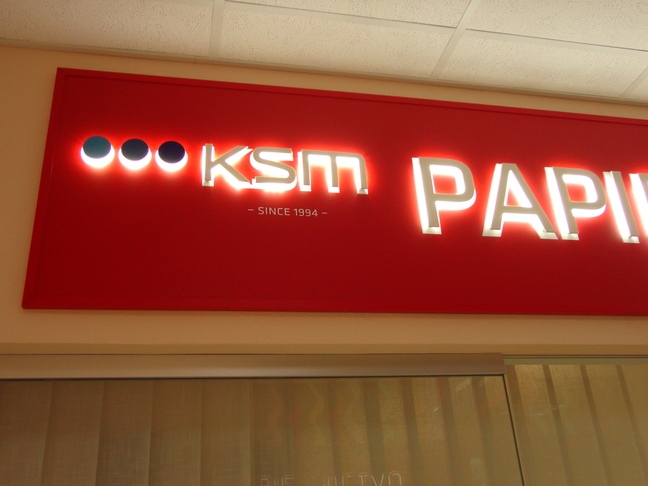 KSM PAPI
– SINCE 1994 –